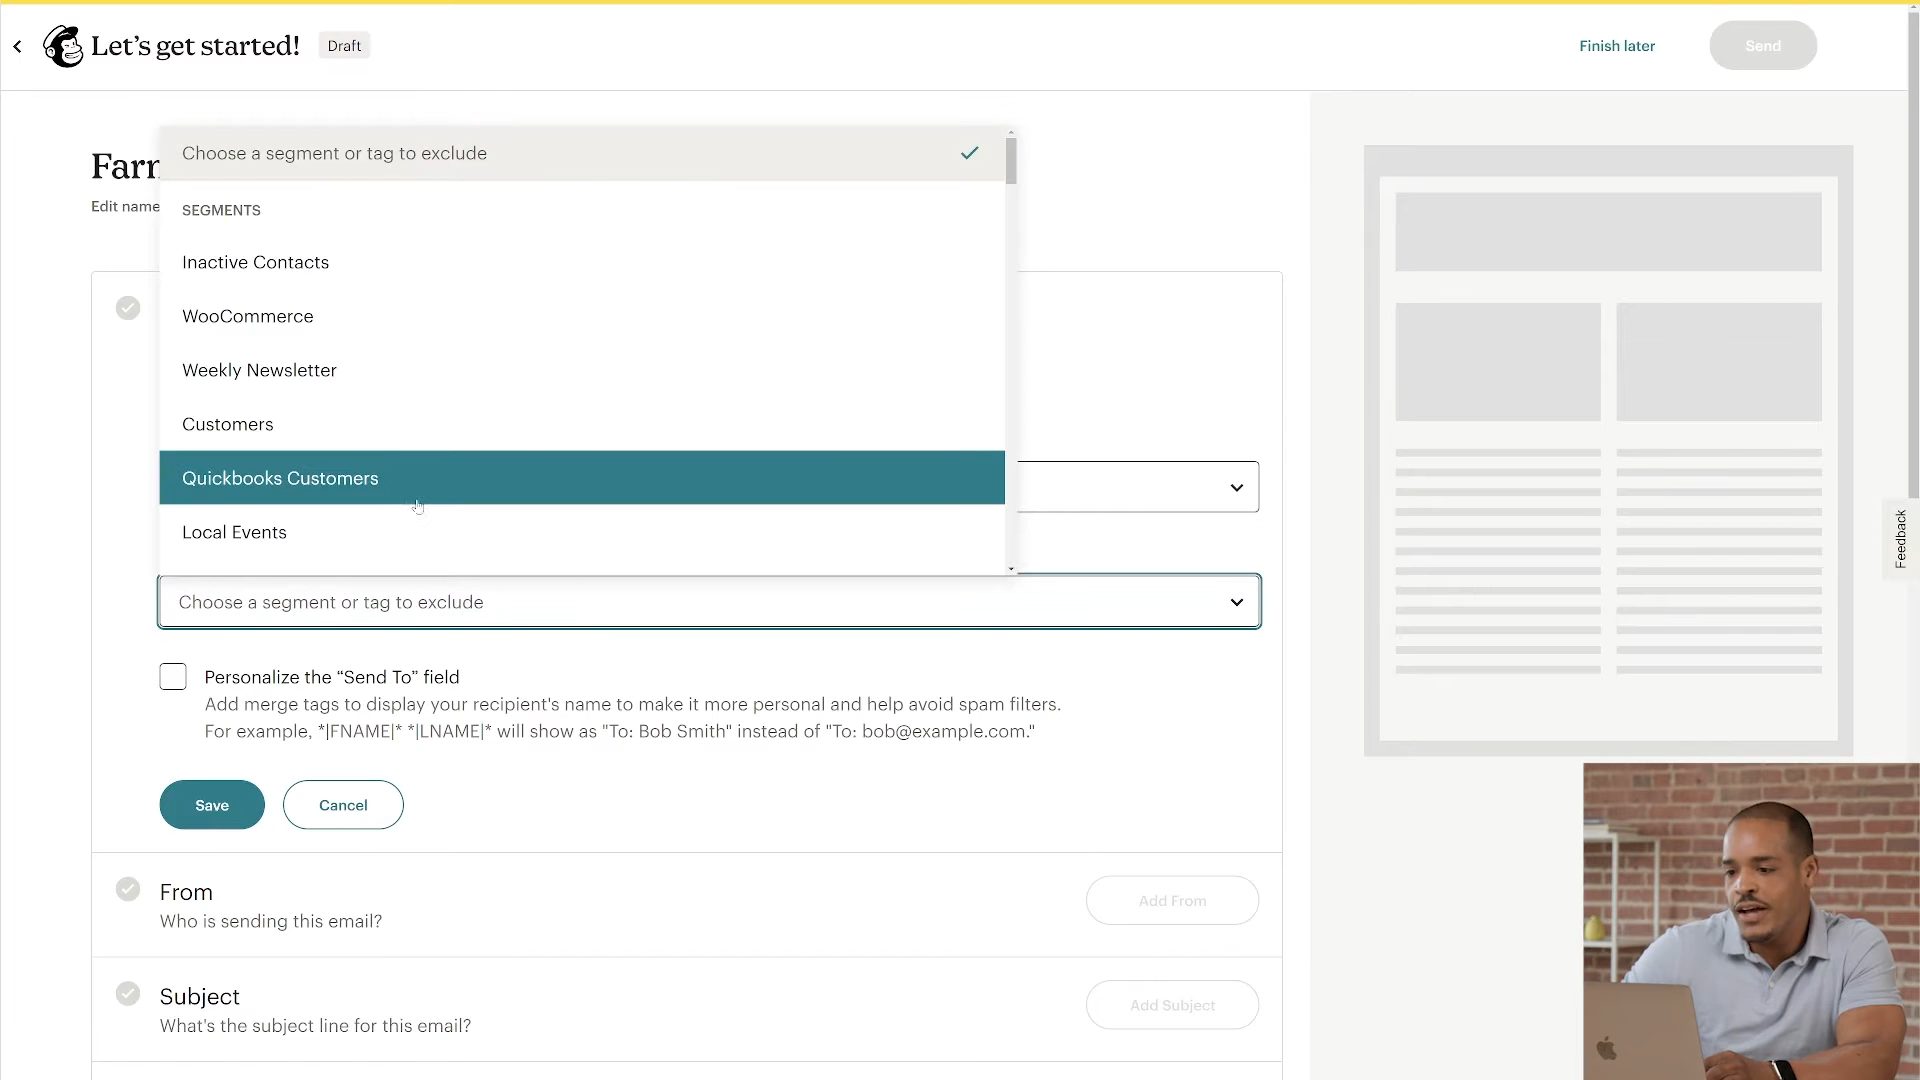 Let's get started!
Draft
Finish later
Send
Farm
Edit name
Choose a segment or tag to exclude
SEGMENTS
Inactive Contacts
WooCommerce
Weekly Newsletter
Customers
Quickbooks Customers
Local Events
Choose a segment or tag to exclude
Personalize the “Send To” field
Add merge tags to display your recipient's name to make it more personal and help avoid spam filters.
For example, *|FNAME|* *|LNAME|* will show as "To: Bob Smith" instead of "To: bob@example.com."
Save
Cancel
From
Who is sending this email?
Add From
Subject
What's the subject line for this email?
Add Subject
Feedback